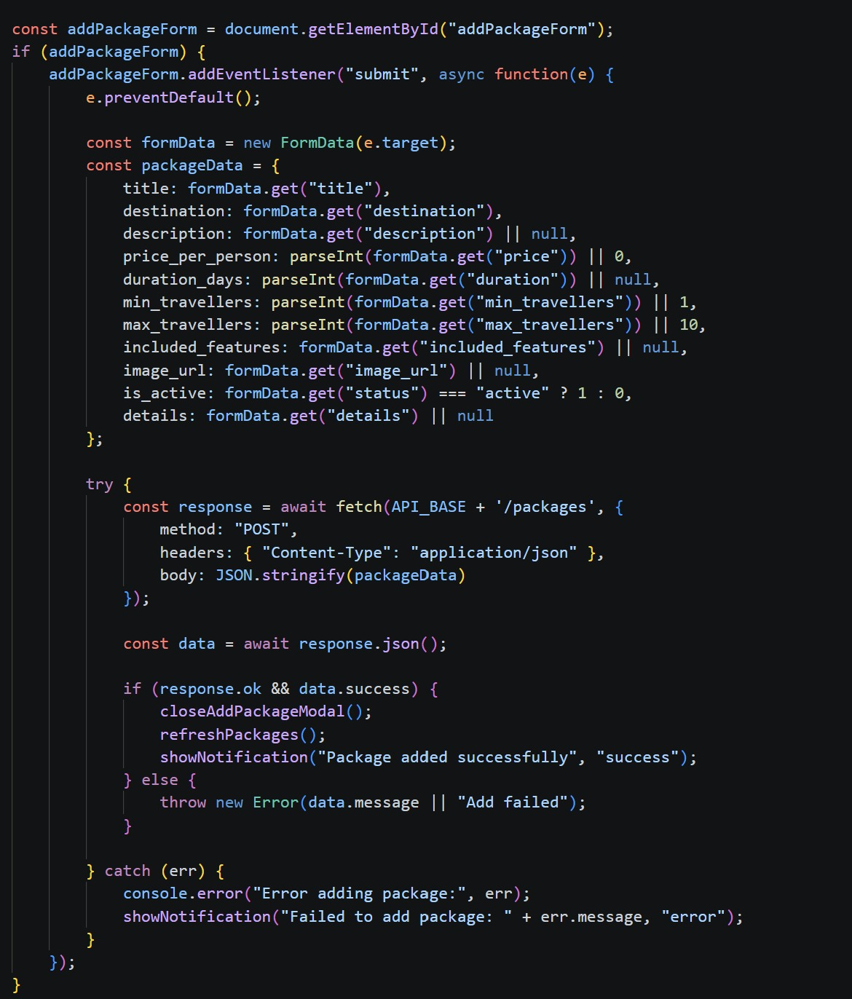 const addPackageForm = document.getElementById("addPackageForm");
if (addPackageForm) {
    addPackageForm.addEventListener("submit", async function(e) {
        e.preventDefault();

        const formData = new FormData(e.target);
        const packageData = {
            title: formData.get("title"),
            destination: formData.get("destination"),
            description: formData.get("description") || null,
            price_per_person: parseInt(formData.get("price")) || 0,
            duration_days: parseInt(formData.get("duration")) || null,
            min_travellers: parseInt(formData.get("min_travellers")) || 1,
            max_travellers: parseInt(formData.get("max_travellers")) || 10,
            included_features: formData.get("included_features") || null,
            image_url: formData.get("image_url") || null,
            is_active: formData.get("status") === "active" ? 1 : 0,
            details: formData.get("details") || null
        };

        try {
            const response = await fetch(API_BASE + '/packages', {
                method: "POST",
                headers: { "Content-Type": "application/json" },
                body: JSON.stringify(packageData)
            });

            const data = await response.json();

            if (response.ok && data.success) {
                closeAddPackageModal();
                refreshPackages();
                showNotification("Package added successfully", "success");
            } else {
                throw new Error(data.message || "Add failed");
            }

        } catch (err) {
            console.error("Error adding package:", err);
            showNotification("Failed to add package: " + err.message, "error");
        }
    });
}